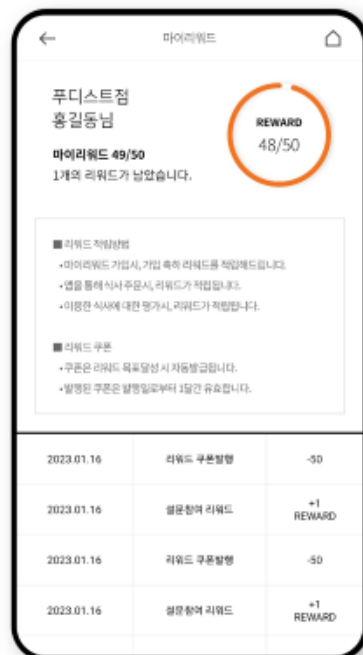 마이리워드
푸디스트점
홍길동님
마이리워드 49/50
1개의 리워드가 남았습니다.
REWARD
48/50
■ 리워드 적립방법
• 마이리워드 가입시, 가입 축하 리워드를 적립해드립니다.
• 앱을 통해 식사 주문시, 리워드가 적립됩니다.
• 이용한 식사에 대한 평가시, 리워드가 적립됩니다.
■ 리워드 쿠폰
• 쿠폰은 리워드 목표달성 시 자동발급됩니다.
• 발행된 쿠폰은 발행일로부터 1달간 유효합니다.
2023.01.16 리워드 쿠폰발행 -50
2023.01.16 설문참여 리워드 +1 REWARD
2023.01.16 리워드 쿠폰발행 -50
2023.01.16 설문참여 리워드 +1 REWARD